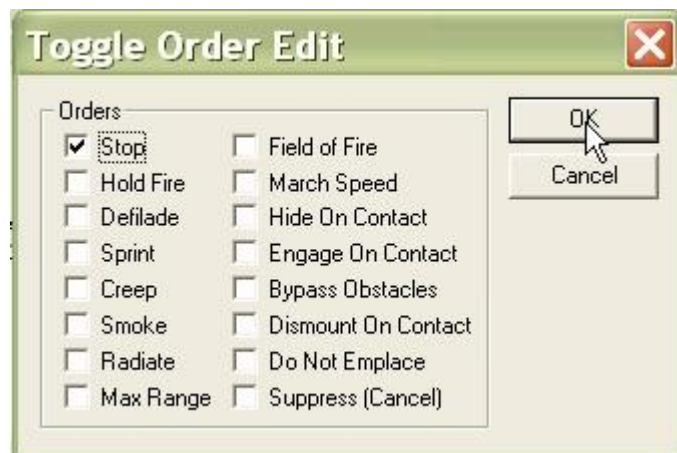 Toggle Order Edit
Orders
Stop
Hold Fire
Defilade
Sprint
Creep
Smoke
Radiate
Max Range
Field of Fire
March Speed
Hide On Contact
Engage On Contact
Bypass Obstacles
Dismount On Contact
Do Not Emplace
Suppress (Cancel)
OK
Cancel